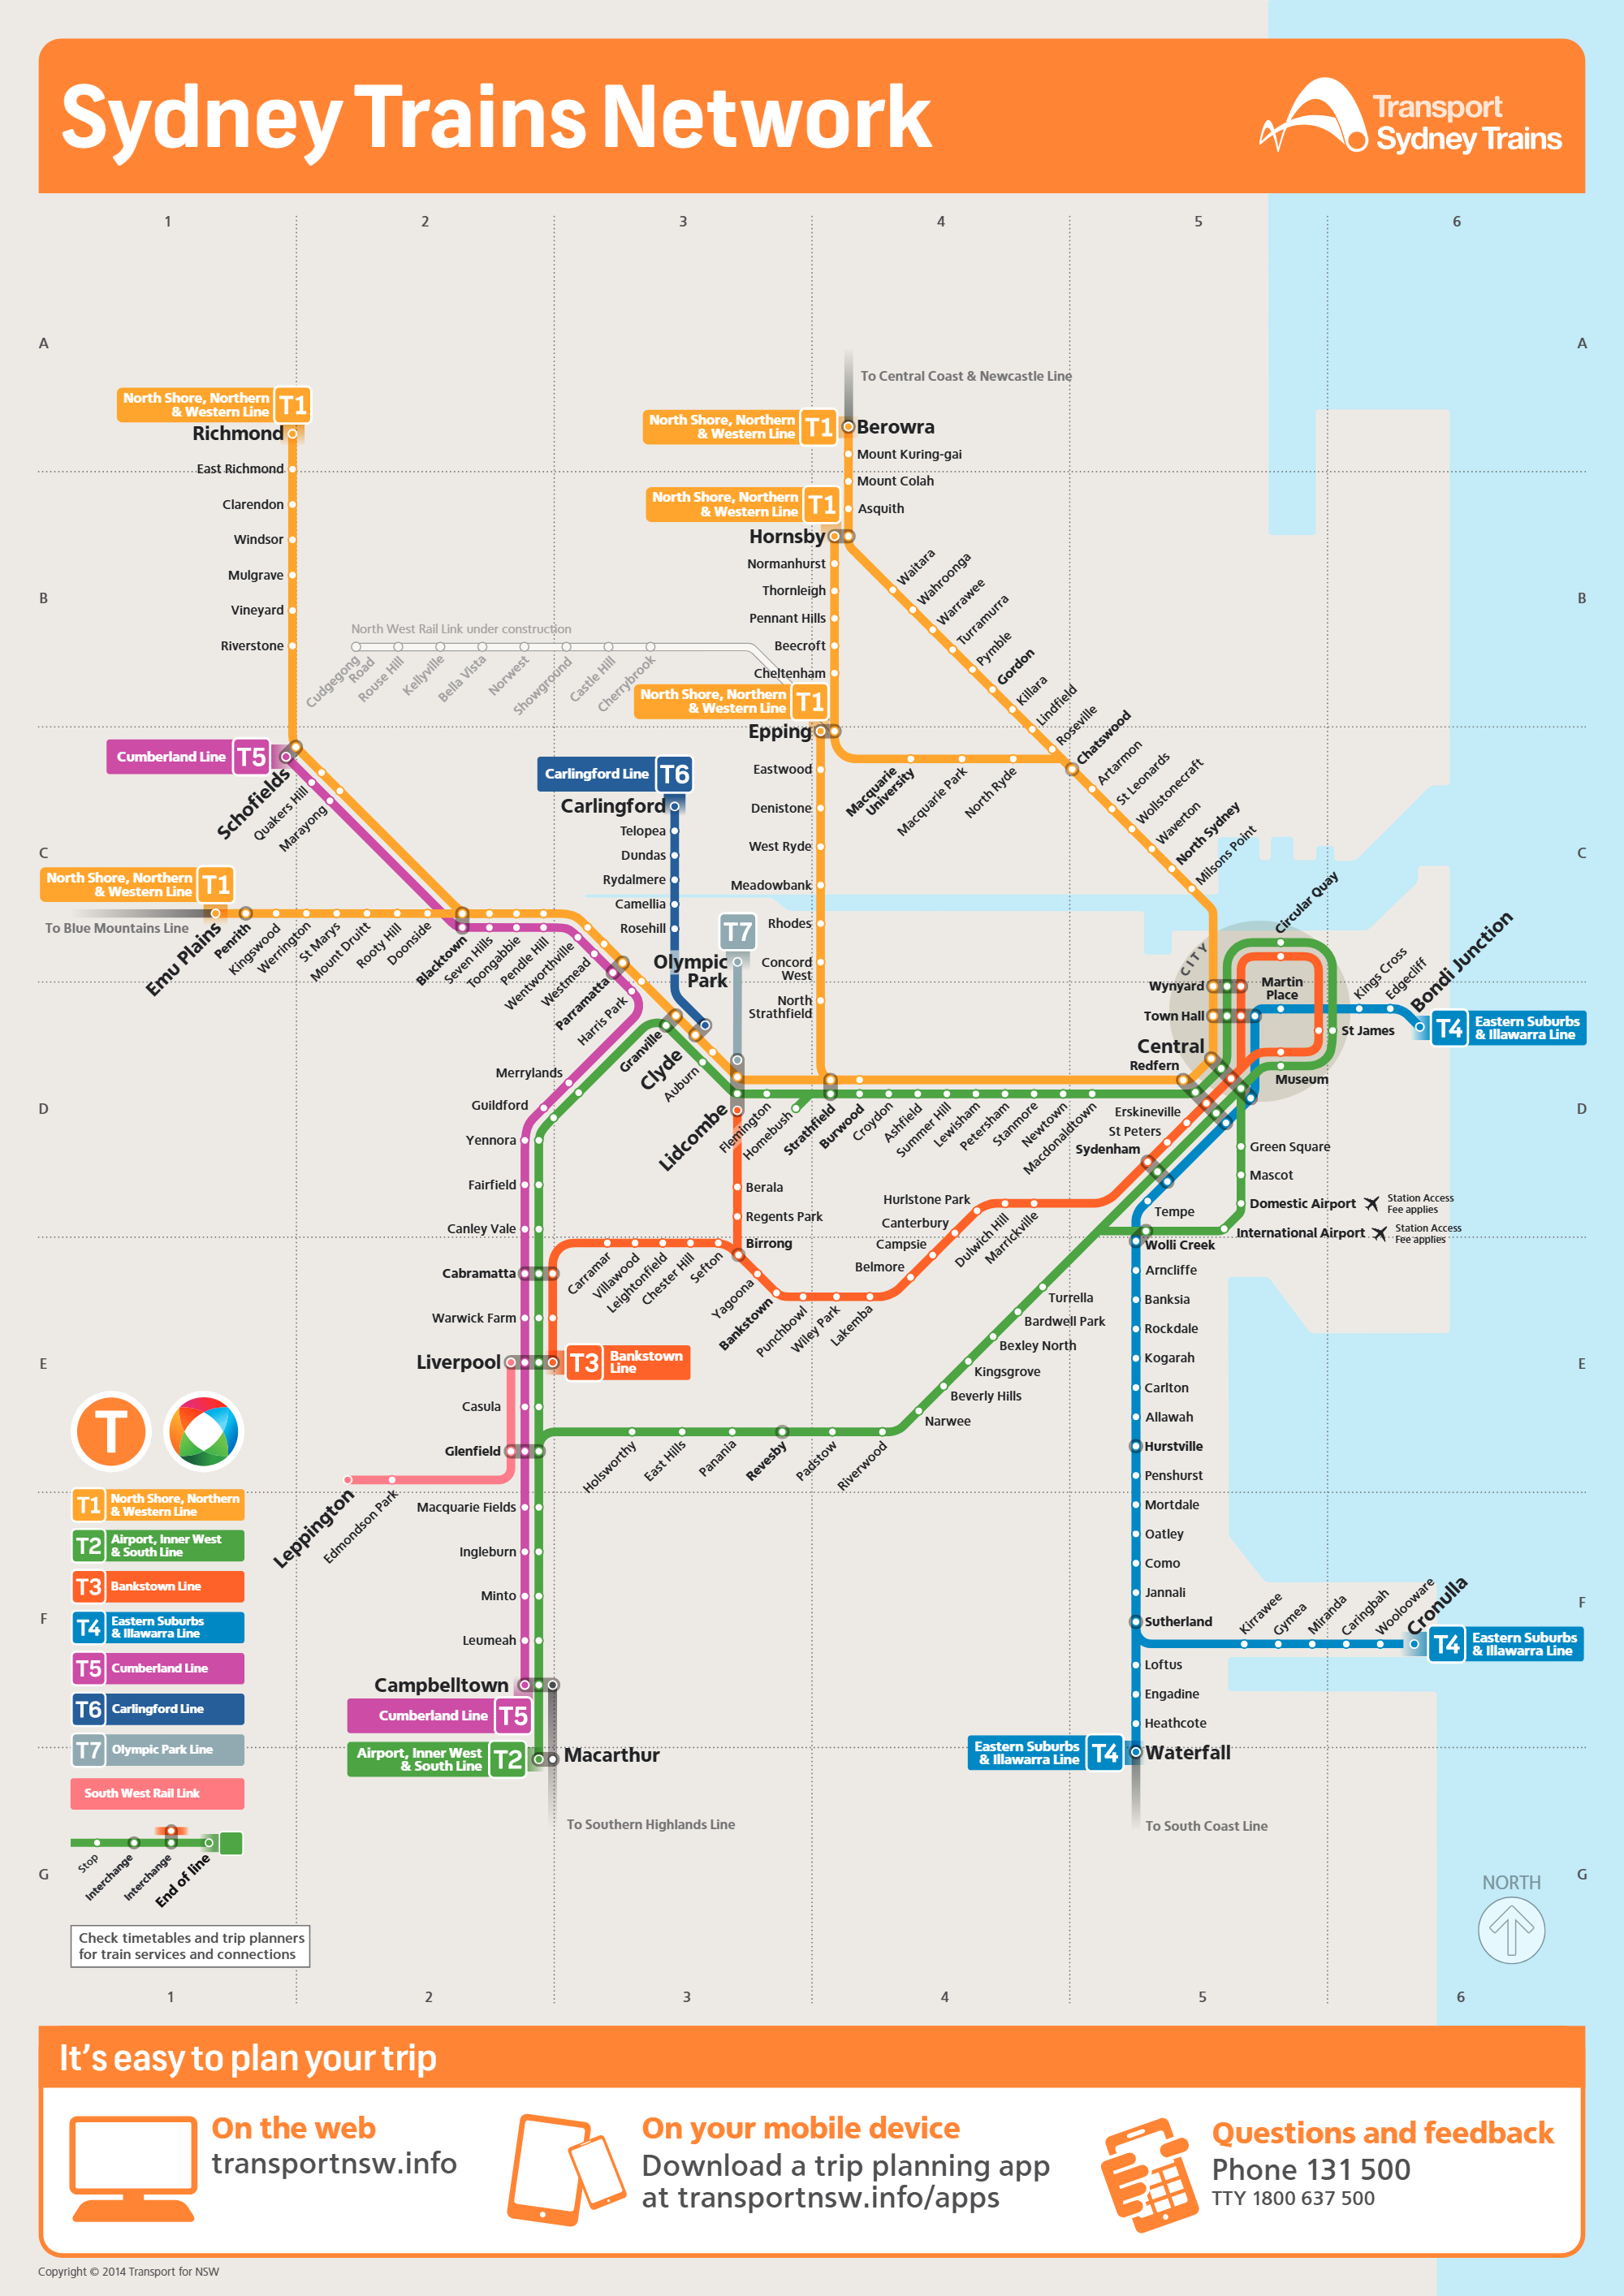 Sydney Trains Network
Transport
Sydney Trains
1
2
3
4
5
6
A
A
To Central Coast & Newcastle Line
North Shore, Northern
& Western Line
T1
Richmond
North Shore, Northern
& Western Line
T1
Berowra
Mount Kuring-gai
East Richmond
Mount Colah
Clarendon
North Shore, Northern
& Western Line
T1
Asquith
Windsor
Hornsby
Mulgrave
Normanhurst
Waitara
Wahroonga
Warrawee
Turramurra
Pymble
Gordon
Killara
Lindfield
Roseville
Chatswood
Thornleigh
B
B
Vineyard
Pennant Hills
Riverstone
Beecroft
Cheltenham
North West Rail Link under construction
Cudgegong
Road
Rouse Hill
Kellyville
Bella Vista
Norwest
Showground
Castle Hill
Cherrybrook
North Shore, Northern
& Western Line
T1
Epping
Cumberland Line
T5
Schofields
Quakers Hill
Marayong
Carlingford Line
T6
Carlingford
Telopea
Dundas
Rydalmere
Camellia
Rosehill
Eastwood
Denistone
West Ryde
Meadowbank
Rhodes
Concord
West
North
Strathfield
Macquarie
University
Macquarie Park
North Ryde
Artarmon
St Leonards
Wollstonecraft
Waverton
North Sydney
Milsons Point
C
C
North Shore, Northern
& Western Line
T1
To Blue Mountains Line
Emu Plains
Penrith
Kingswood
Werrington
St Marys
Mount Druitt
Rooty Hill
Doonside
Blacktown
Seven Hills
Toongabbie
Pendle Hill
Wentworthville
Westmead
Parramatta
Harris Park
Granville
Clyde
Auburn
T7
Olympic
Park
Lidcombe
Flemington
Homebush
Strathfield
Burwood
Croydon
Ashfield
Summer Hill
Lewisham
Petersham
Stanmore
Newtown
Macdonaldtown
CITY
Circular Quay
Wynyard
Martin
Place
Town Hall
St James
Central
Redfern
Museum
Kings Cross
Edgecliff
Bondi Junction
T4
Eastern Suburbs
& Illawarra Line
D
D
Merrylands
Guildford
Yennora
Fairfield
Canley Vale
Cabramatta
Warwick Farm
Liverpool
Casula
Glenfield
Berala
Regents Park
Birrong
Carramar
Villawood
Leightonfield
Chester Hill
Sefton
Yagoona
Bankstown
Punchbowl
Wiley Park
Lakemba
Belmore
Campsie
Canterbury
Hurlstone Park
Dulwich Hill
Marrickville
Erskineville
St Peters
Sydenham
Green Square
Mascot
Domestic Airport
Station Access
Fee applies
International Airport
Station Access
Fee applies
Tempe
Wolli Creek
Arncliffe
Banksia
Rockdale
Kogarah
Carlton
Allawah
Hurstville
Penshurst
Mortdale
Oatley
Como
Jannali
Sutherland
T3
Bankstown
Line
Turrella
Bardwell Park
Bexley North
Kingsgrove
Beverly Hills
Narwee
E
E
Holsworthy
East Hills
Panania
Revesby
Padstow
Riverwood
Leppington
Edmondson Park
Macquarie Fields
Ingleburn
Minto
Leumeah
Campbelltown
Cumberland Line
T5
Airport, Inner West
& South Line
T2
Macarthur
To Southern Highlands Line
Kirrawee
Gymea
Miranda
Caringbah
Woolooware
Cronulla
T4
Eastern Suburbs
& Illawarra Line
Loftus
Engadine
Heathcote
Eastern Suburbs
& Illawarra Line
T4
Waterfall
To South Coast Line
T
T1
North Shore, Northern
& Western Line
T2
Airport, Inner West
& South Line
T3
Bankstown Line
F
F
T4
Eastern Suburbs
& Illawarra Line
T5
Cumberland Line
T6
Carlingford Line
T7
Olympic Park Line
South West Rail Link
Stop
Interchange
Interchange
End of line
G
G
NORTH
Check timetables and trip planners
for train services and connections
1
2
3
4
5
6
It's easy to plan your trip
On the web
transportnsw.info
On your mobile device
Download a trip planning app
at transportnsw.info/apps
Questions and feedback
Phone 131 500
TTY 1800 637 500
Copyright © 2014 Transport for NSW